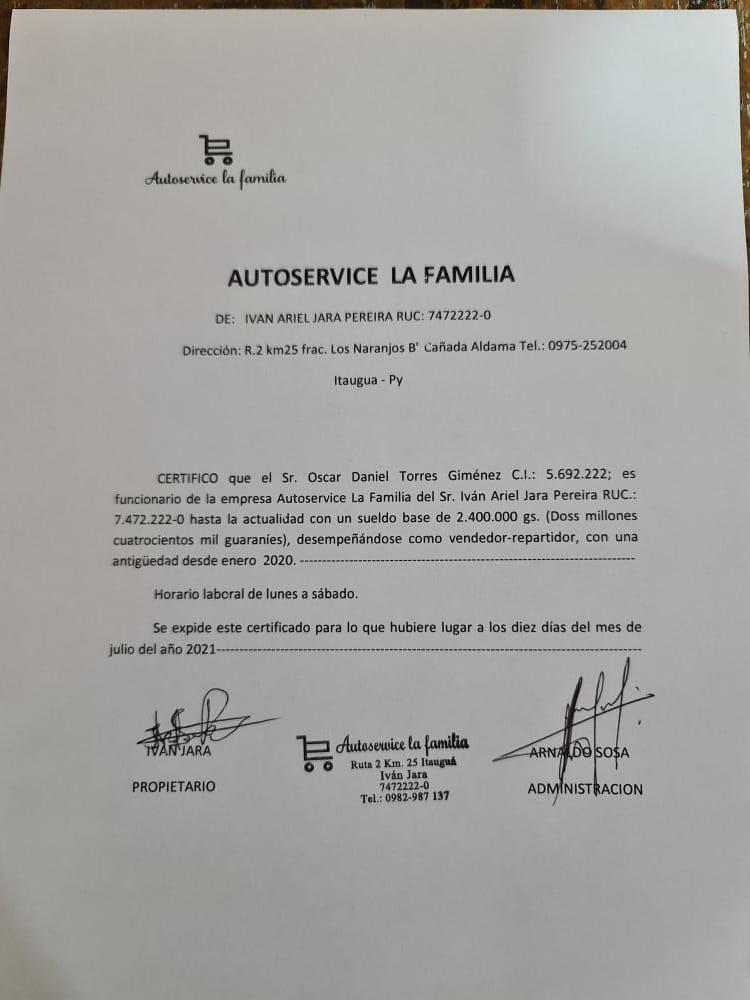 Autoservice la familia
AUTOSERVICE LA FAMILIA
DE: IVAN ARIEL JARA PEREIRA RUC: 7472222-0
Dirección: R.2 km25 frac. Los Naranjos B° Cañada Aldama Tel.: 0975-252004
Itaugua - Py
CERTIFICO que el Sr. Oscar Daniel Torres Giménez C.I.: 5.692.222; es
funcionario de la empresa Autoservice La Familia del Sr. Iván Ariel Jara Pereira RUC.:
7.472.222-0 hasta la actualidad con un sueldo base de 2.400.000 gs. (Doss millones
cuatrocientos mil guaraníes), desempeñándose como vendedor-repartidor, con una
antigüedad desde enero 2020. ------------------------------------------------------------------------
Horario laboral de lunes a sábado.
Se expide este certificado para lo que hubiere lugar a los diez días del mes de
julio del año 2021------------------------------------------------------------------------------------------
IVAN JARA
PROPIETARIO
Autoservice la familia
Ruta 2 Km. 25 Itauguá
Iván Jara
7472222-0
Tel.: 0982-987 137
ARNALDO SOSA
ADMINISTRACION